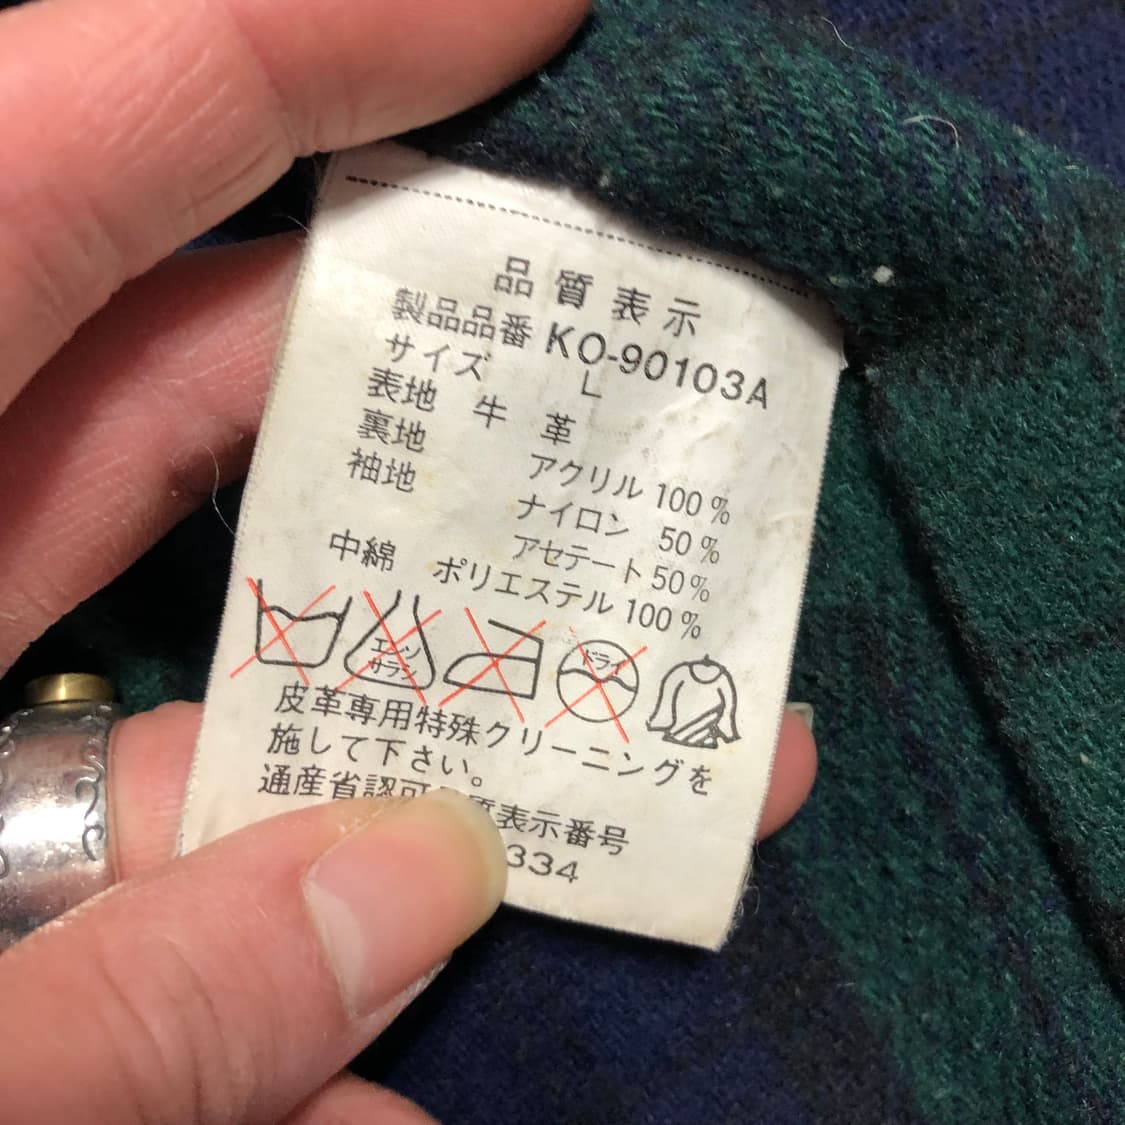 品質表示
製品品番 KO-90103A
サイズ L
表地 牛革
裏地 アクリル 100%
袖地 ナイロン 50%
アセテート 50%
中綿 ポリエステル 100%
エンソ
サラシ
ドライ
皮革専用特殊クリーニングを
施して下さい。
通産省認可 質表示番号
334